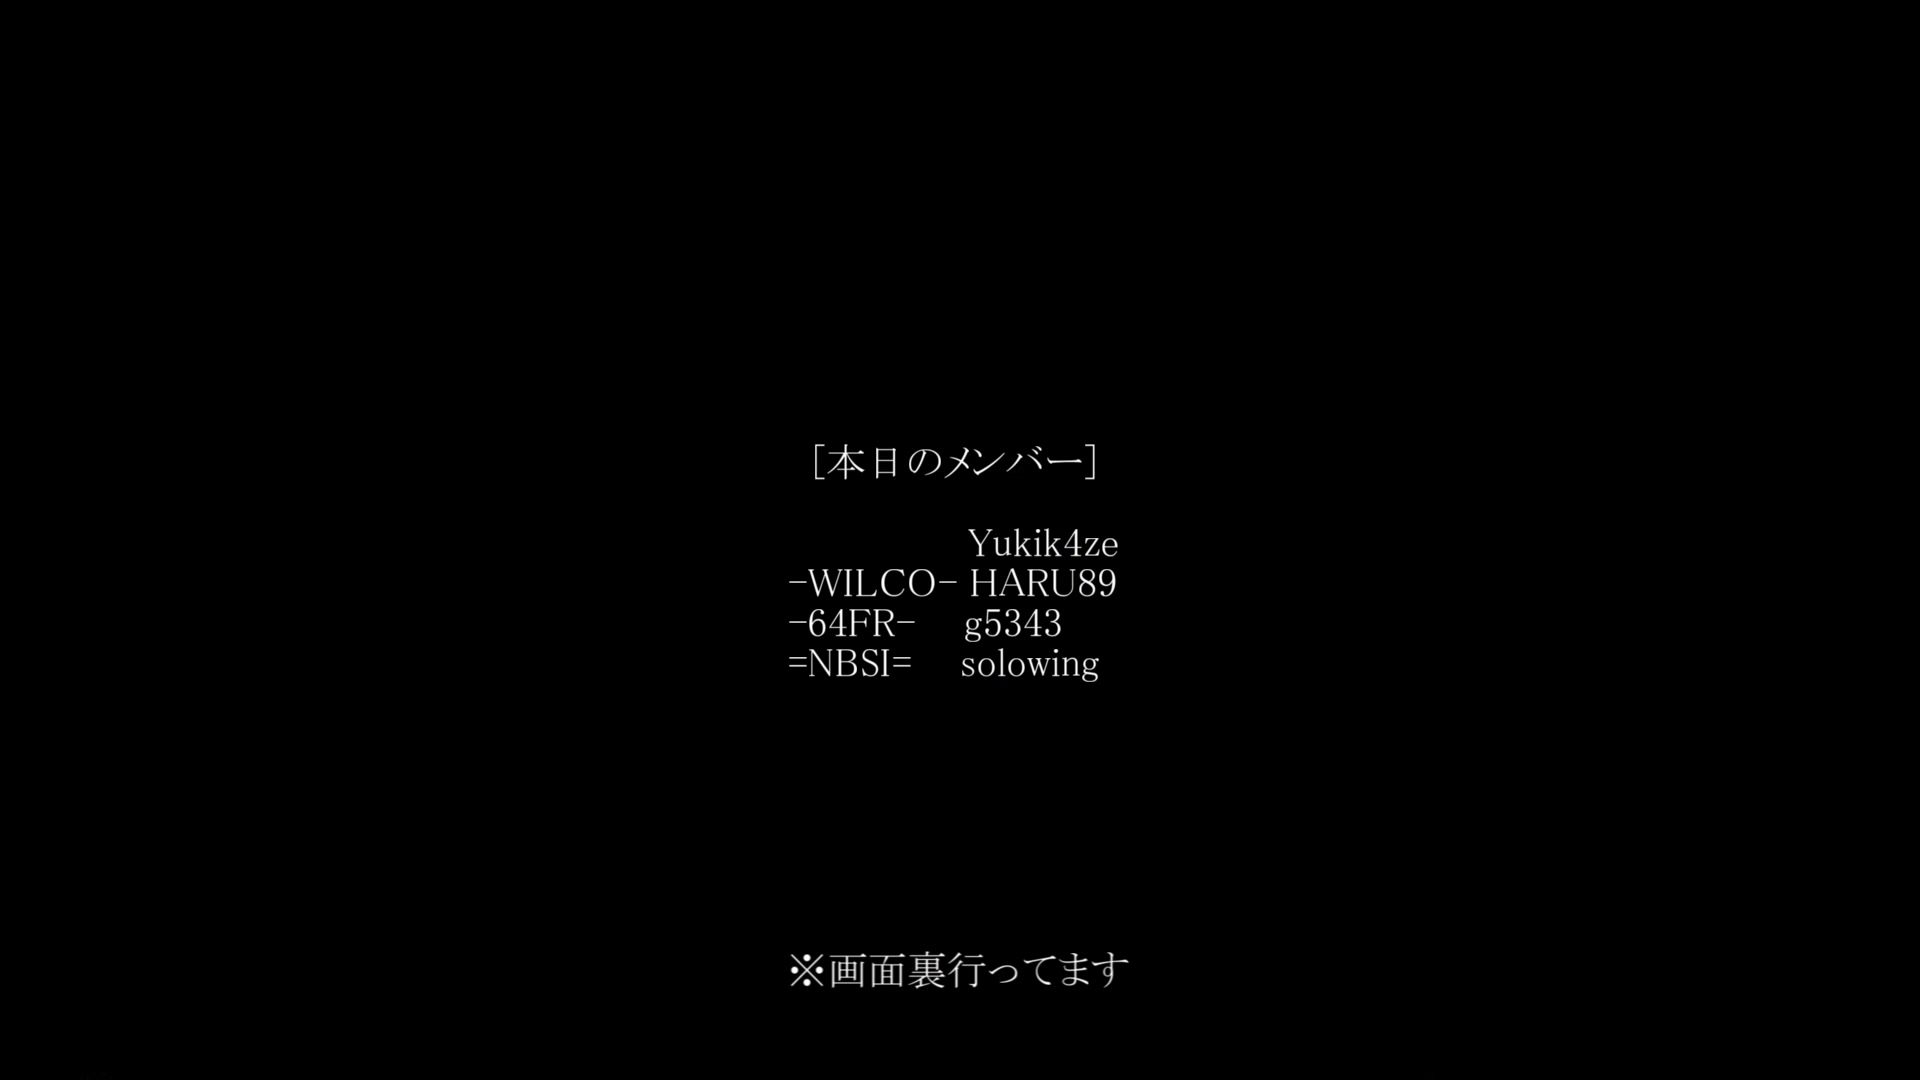 [本日のメンバー]
Yukik4ze
-WILCO- HARU89
-64FR- g5343
=NBSI= solowing
※画面裏行ってます